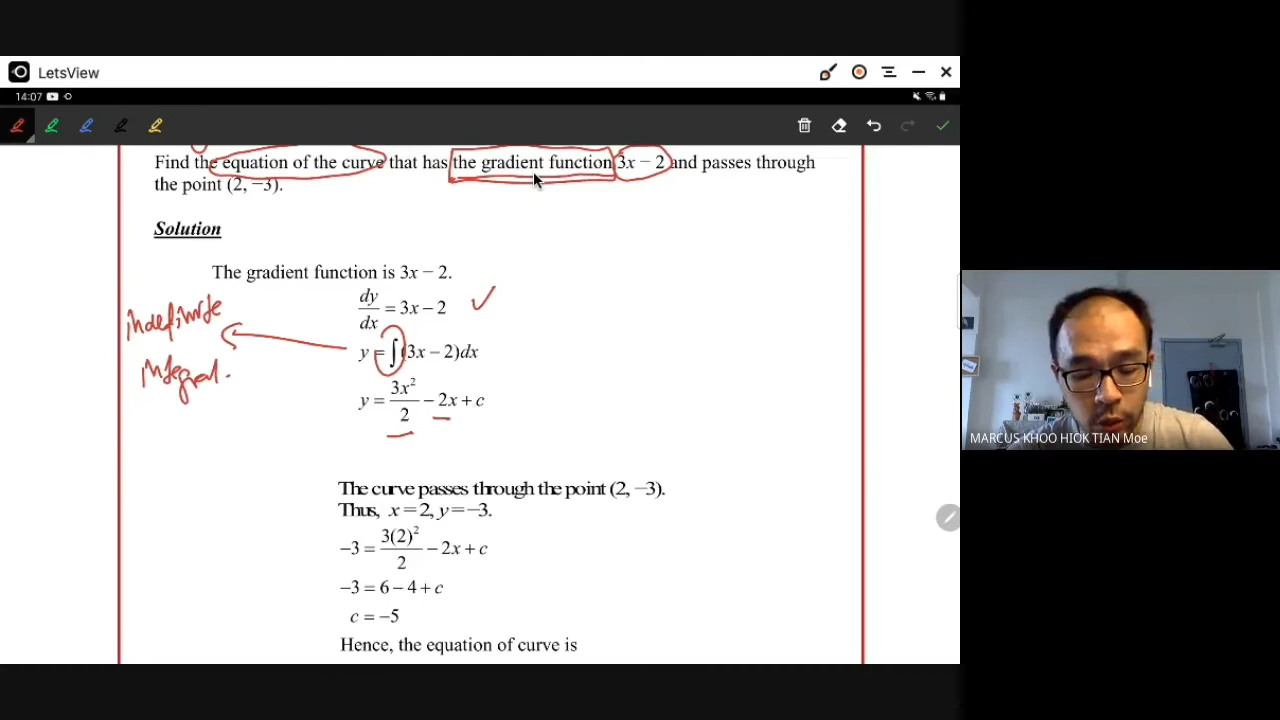 LetsView
14:07
Find the equation of the curve that has the gradient function 3x − 2 and passes through
the point (2, −3).
Solution
The gradient function is 3x − 2.
dy/dx = 3x − 2 ✓
indefinite
integral.
y = ∫(3x − 2)dx
y = 3x²/2 − 2x + c
MARCUS KHOO HIOK TIAN Moe
The curve passes through the point (2, −3).
Thus, x = 2, y = −3.
−3 = 3(2)²/2 − 2x + c
−3 = 6 − 4 + c
c = −5
Hence, the equation of curve is